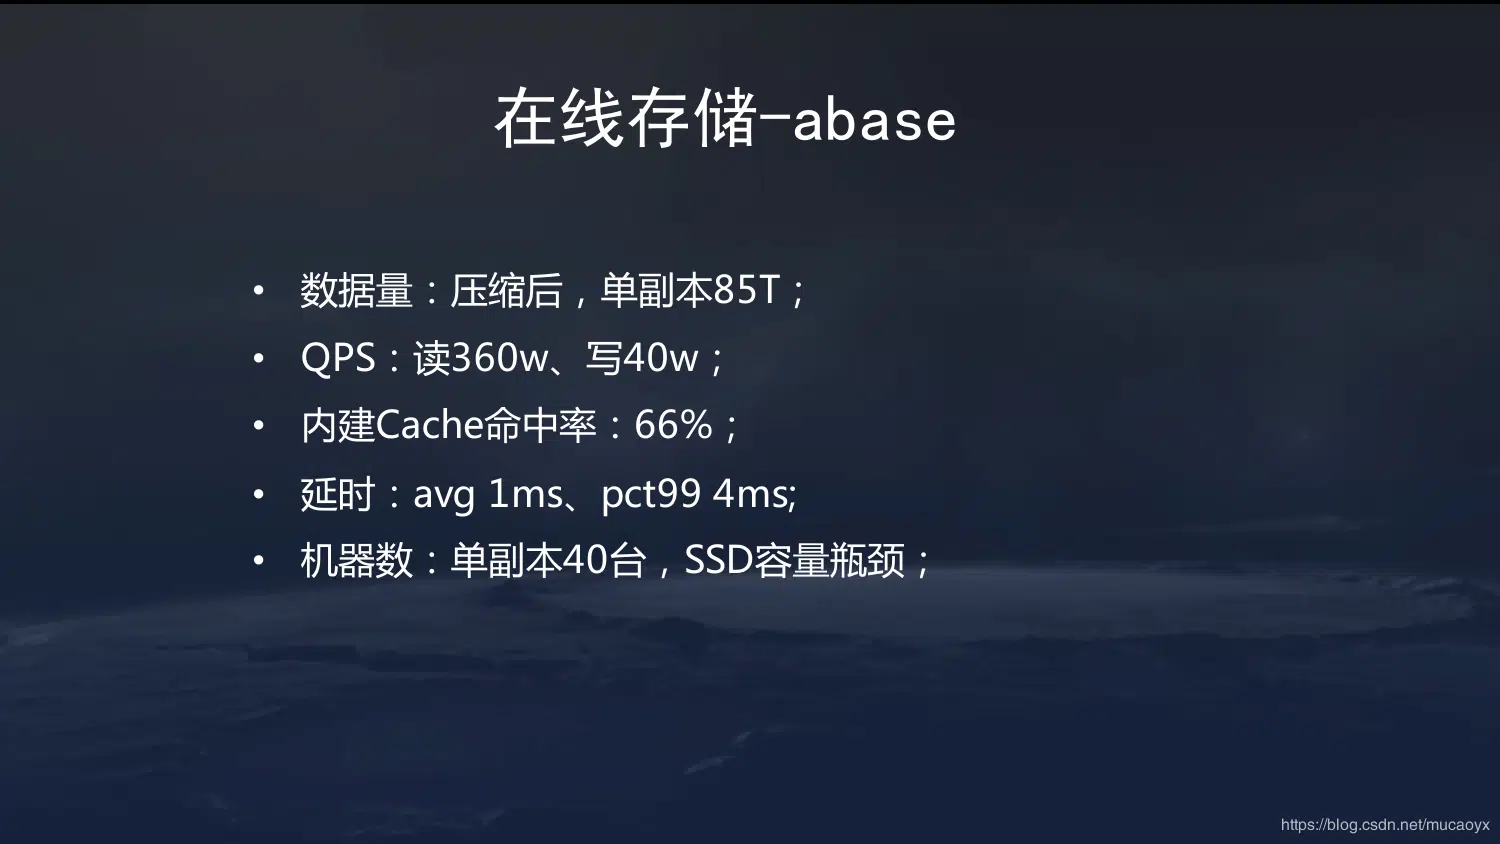 在线存储-abase
• 数据量：压缩后，单副本85T；
• QPS：读360w、写40w；
• 内建Cache命中率：66%；
• 延时：avg 1ms、pct99 4ms;
• 机器数：单副本40台，SSD容量瓶颈；
https://blog.csdn.net/mucaoyx